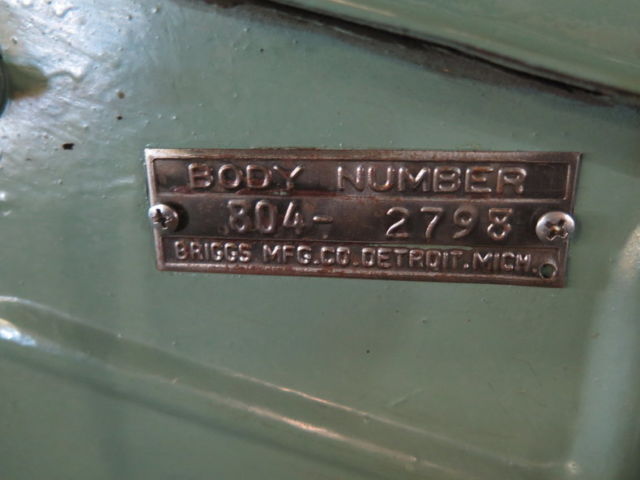 BODY NUMBER
804- 2798
BRIGGS MFG.CO.DETROIT.MICH.